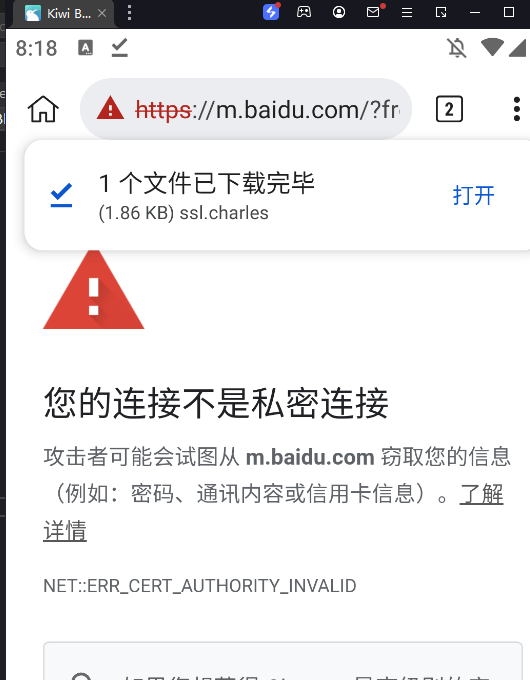 Kiwi B...
8:18
A
https://m.baidu.com/?fr
2
1 个文件已下载完毕
(1.86 KB) ssl.charles
打开
您的连接不是私密连接
攻击者可能会试图从 m.baidu.com 窃取您的信息
（例如：密码、通讯内容或信用卡信息）。了解
详情
NET::ERR_CERT_AUTHORITY_INVALID